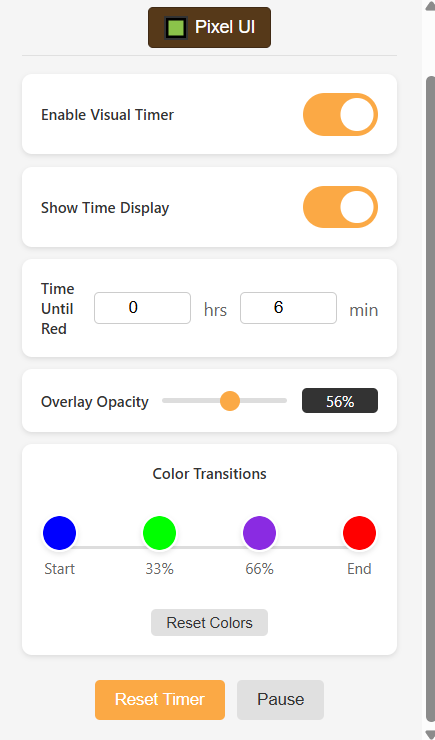 Pixel UI
Enable Visual Timer
Show Time Display
Time
Until
Red
0 hrs 6 min
Overlay Opacity 56%
Color Transitions
Start 33% 66% End
Reset Colors
Reset Timer Pause